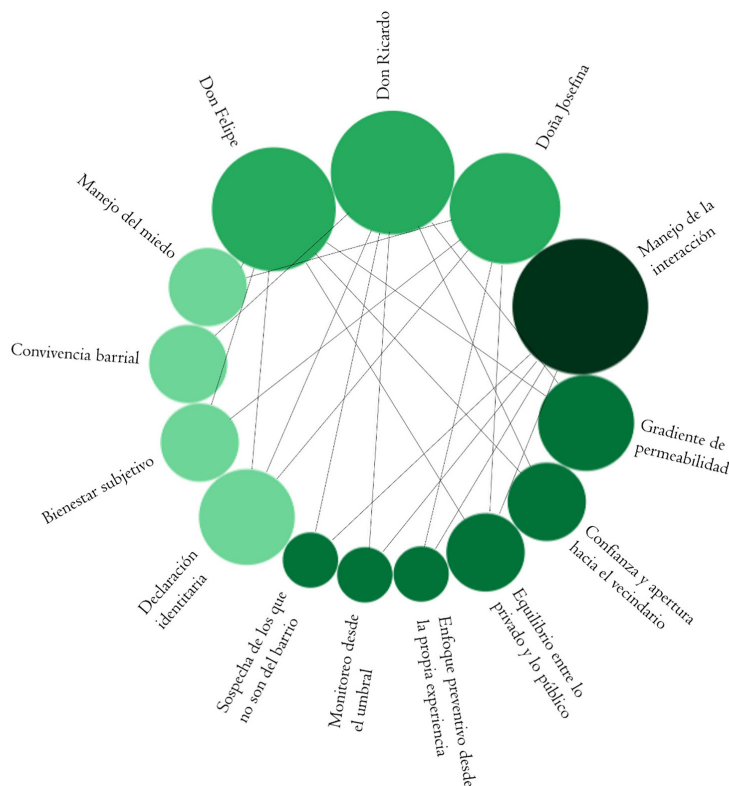 Don Ricardo
Doña Josefina
Manejo de la
interacción
Gradiente de
permeabilidad
Confianza y apertura
hacia el vecindario
Equilibrio entre lo
privado y lo público
Enfoque preventivo desde
la propia experiencia
Monitoreo desde
el umbral
Sospecha de los que
no son del barrio
Declaración
identitaria
Bienestar subjetivo
Convivencia barrial
Manejo del miedo
Don Felipe